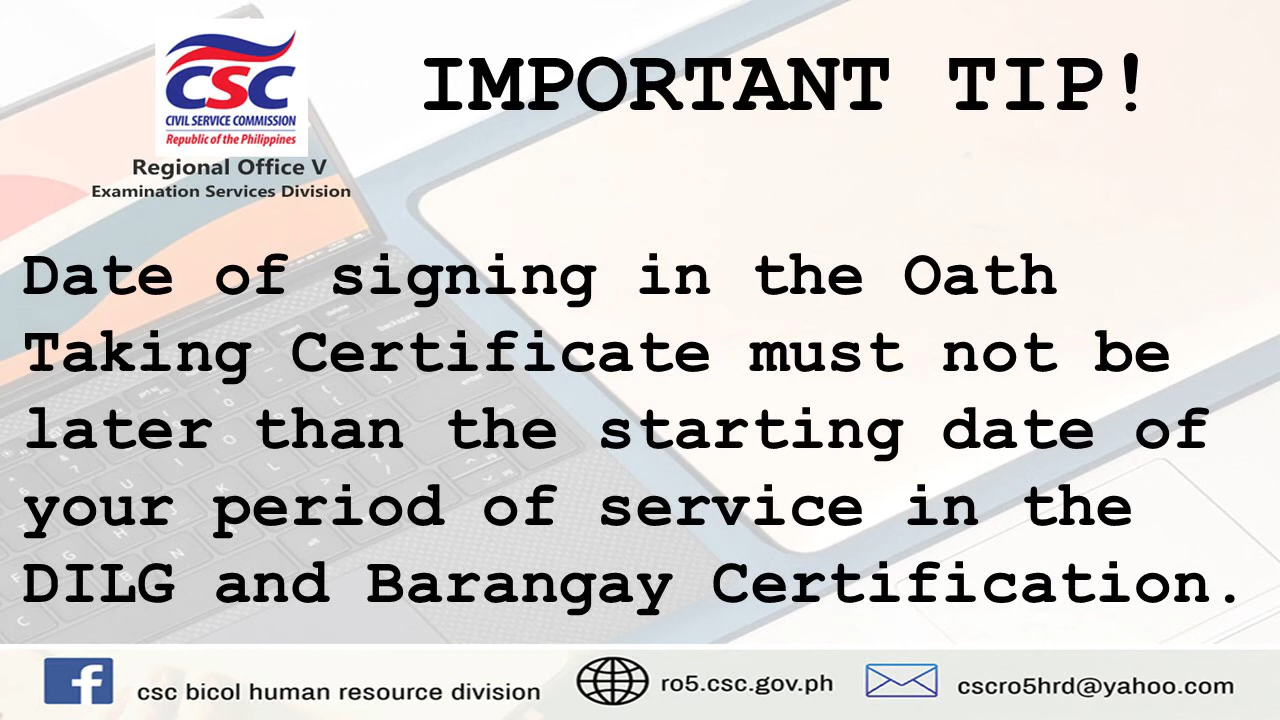 CSC
CIVIL SERVICE COMMISSION
Republic of the Philippines
Regional Office V
Examination Services Division
IMPORTANT TIP!
Date of signing in the Oath
Taking Certificate must not be
later than the starting date of
your period of service in the
DILG and Barangay Certification.
csc bicol human resource division
ro5.csc.gov.ph
cscro5hrd@yahoo.com